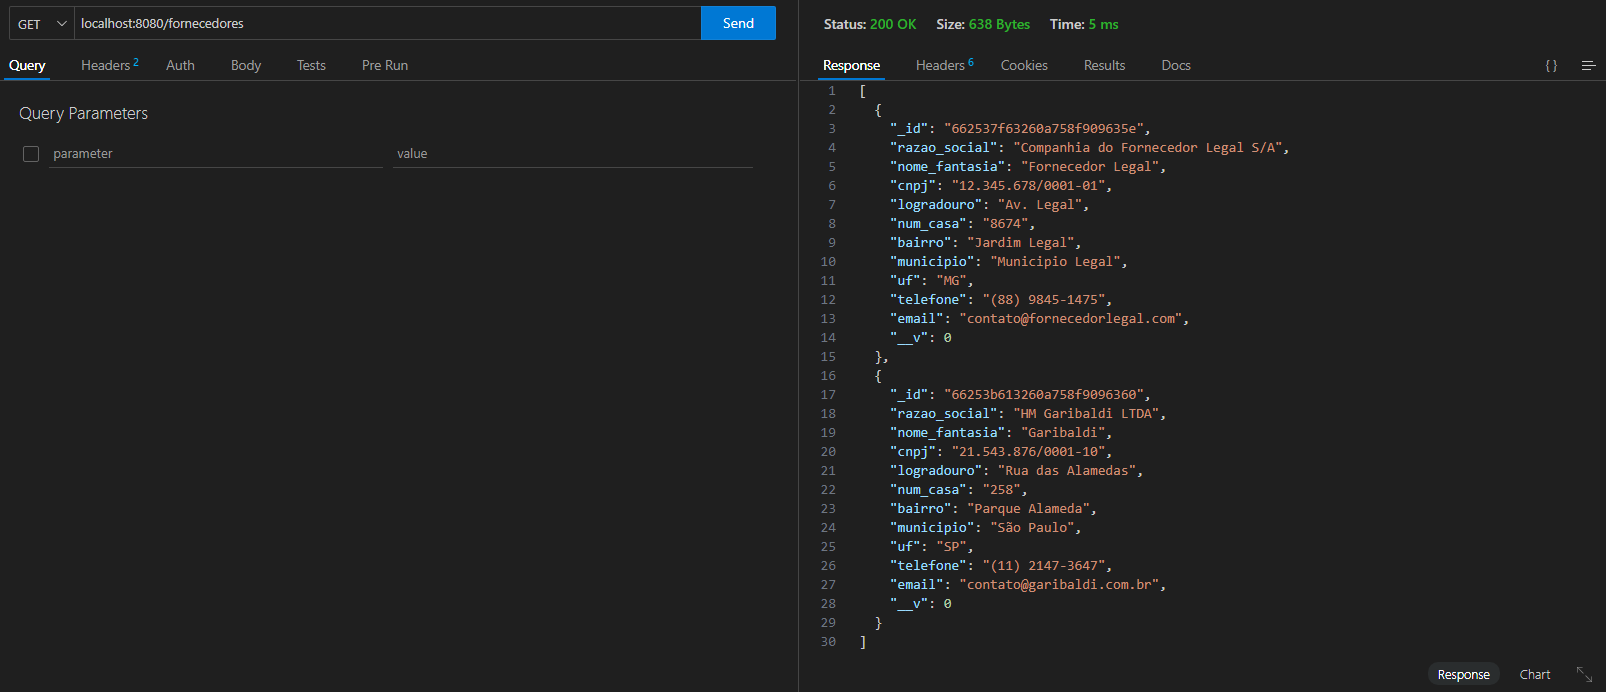 GET localhost:8080/fornecedores Send
Query Headers 2 Auth Body Tests Pre Run
Query Parameters
parameter value
Status: 200 OK Size: 638 Bytes Time: 5 ms
Response Headers 6 Cookies Results Docs {}
1 [
2 {
3 "_id": "662537f63260a758f909635e",
4 "razao_social": "Companhia do Fornecedor Legal S/A",
5 "nome_fantasia": "Fornecedor Legal",
6 "cnpj": "12.345.678/0001-01",
7 "logradouro": "Av. Legal",
8 "num_casa": "8674",
9 "bairro": "Jardim Legal",
10 "municipio": "Municipio Legal",
11 "uf": "MG",
12 "telefone": "(88) 9845-1475",
13 "email": "contato@fornecedorlegal.com",
14 "__v": 0
15 },
16 {
17 "_id": "66253b613260a758f9096360",
18 "razao_social": "HM Garibaldi LTDA",
19 "nome_fantasia": "Garibaldi",
20 "cnpj": "21.543.876/0001-10",
21 "logradouro": "Rua das Alamedas",
22 "num_casa": "258",
23 "bairro": "Parque Alameda",
24 "municipio": "São Paulo",
25 "uf": "SP",
26 "telefone": "(11) 2147-3647",
27 "email": "contato@garibaldi.com.br",
28 "__v": 0
29 }
30 ]
Response Chart